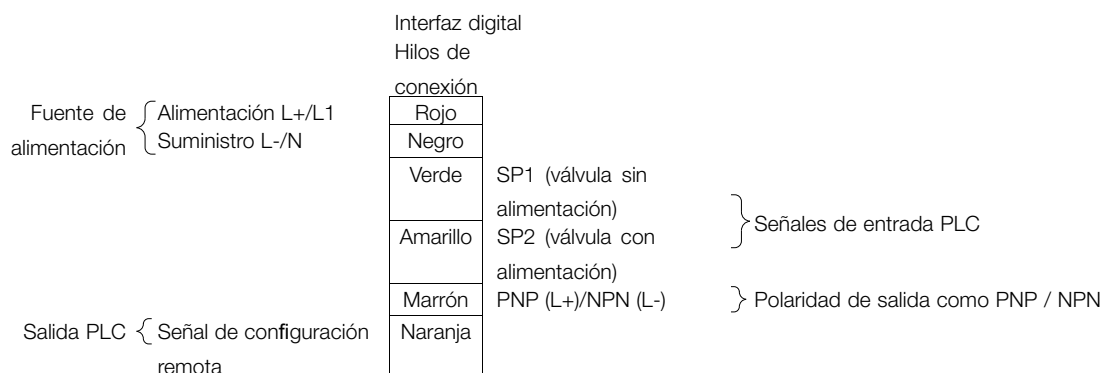 Interfaz digital
Hilos de
conexión
Fuente de
alimentación
Alimentación L+/L1
Suministro L-/N
Rojo
Negro
Verde
SP1 (válvula sin
alimentación)
Amarillo
SP2 (válvula con
alimentación)
Señales de entrada PLC
Marrón
PNP (L+)/NPN (L-)
Polaridad de salida como PNP / NPN
Salida PLC
Señal de configuración
remota
Naranja